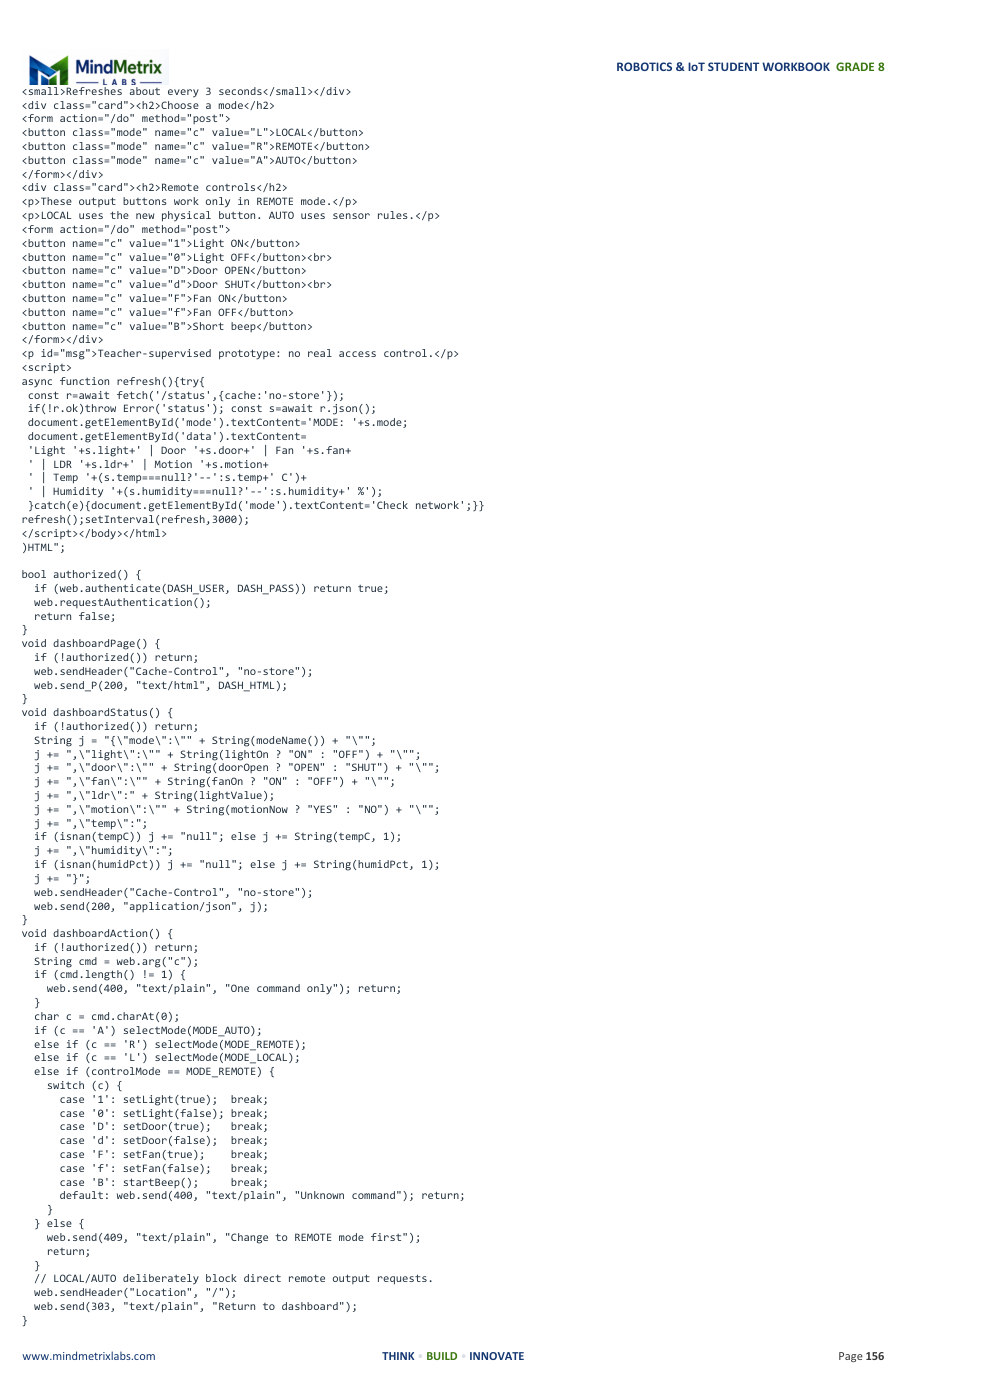 MindMetrix
LABS
ROBOTICS & IoT STUDENT WORKBOOK GRADE 8
<small>Refreshes about every 3 seconds</small></div>
<div class="card"><h2>Choose a mode</h2>
<form action="/do" method="post">
<button class="mode" name="c" value="L">LOCAL</button>
<button class="mode" name="c" value="R">REMOTE</button>
<button class="mode" name="c" value="A">AUTO</button>
</form></div>
<div class="card"><h2>Remote controls</h2>
<p>These output buttons work only in REMOTE mode.</p>
<p>LOCAL uses the new physical button. AUTO uses sensor rules.</p>
<form action="/do" method="post">
<button name="c" value="1">Light ON</button>
<button name="c" value="0">Light OFF</button><br>
<button name="c" value="D">Door OPEN</button>
<button name="c" value="d">Door SHUT</button><br>
<button name="c" value="F">Fan ON</button>
<button name="c" value="f">Fan OFF</button>
<button name="c" value="B">Short beep</button>
</form></div>
<p id="msg">Teacher-supervised prototype: no real access control.</p>
<script>
async function refresh(){try{
 const r=await fetch('/status',{cache:'no-store'});
 if(!r.ok)throw Error('status'); const s=await r.json();
 document.getElementById('mode').textContent='MODE: '+s.mode;
 document.getElementById('data').textContent=
 'Light '+s.light+' | Door '+s.door+' | Fan '+s.fan+
 ' | LDR '+s.ldr+' | Motion '+s.motion+
 ' | Temp '+(s.temp===null?'--':s.temp+' C')+
 ' | Humidity '+(s.humidity===null?'--':s.humidity+' %');
 }catch(e){document.getElementById('mode').textContent='Check network';}}
refresh();setInterval(refresh,3000);
</script></body></html>
)HTML";

bool authorized() {
  if (web.authenticate(DASH_USER, DASH_PASS)) return true;
  web.requestAuthentication();
  return false;
}
void dashboardPage() {
  if (!authorized()) return;
  web.sendHeader("Cache-Control", "no-store");
  web.send_P(200, "text/html", DASH_HTML);
}
void dashboardStatus() {
  if (!authorized()) return;
  String j = "{\"mode\":\"" + String(modeName()) + "\"";
  j += ",\"light\":\"" + String(lightOn ? "ON" : "OFF") + "\"";
  j += ",\"door\":\"" + String(doorOpen ? "OPEN" : "SHUT") + "\"";
  j += ",\"fan\":\"" + String(fanOn ? "ON" : "OFF") + "\"";
  j += ",\"ldr\":" + String(lightValue);
  j += ",\"motion\":\"" + String(motionNow ? "YES" : "NO") + "\"";
  j += ",\"temp\":";
  if (isnan(tempC)) j += "null"; else j += String(tempC, 1);
  j += ",\"humidity\":";
  if (isnan(humidPct)) j += "null"; else j += String(humidPct, 1);
  j += "}";
  web.sendHeader("Cache-Control", "no-store");
  web.send(200, "application/json", j);
}
void dashboardAction() {
  if (!authorized()) return;
  String cmd = web.arg("c");
  if (cmd.length() != 1) {
    web.send(400, "text/plain", "One command only"); return;
  }
  char c = cmd.charAt(0);
  if (c == 'A') selectMode(MODE_AUTO);
  else if (c == 'R') selectMode(MODE_REMOTE);
  else if (c == 'L') selectMode(MODE_LOCAL);
  else if (controlMode == MODE_REMOTE) {
    switch (c) {
      case '1': setLight(true);  break;
      case '0': setLight(false); break;
      case 'D': setDoor(true);   break;
      case 'd': setDoor(false);  break;
      case 'F': setFan(true);    break;
      case 'f': setFan(false);   break;
      case 'B': startBeep();     break;
      default: web.send(400, "text/plain", "Unknown command"); return;
    }
  } else {
    web.send(409, "text/plain", "Change to REMOTE mode first");
    return;
  }
  // LOCAL/AUTO deliberately block direct remote output requests.
  web.sendHeader("Location", "/");
  web.send(303, "text/plain", "Return to dashboard");
}
www.mindmetrixlabs.com
THINK • BUILD • INNOVATE
Page 156